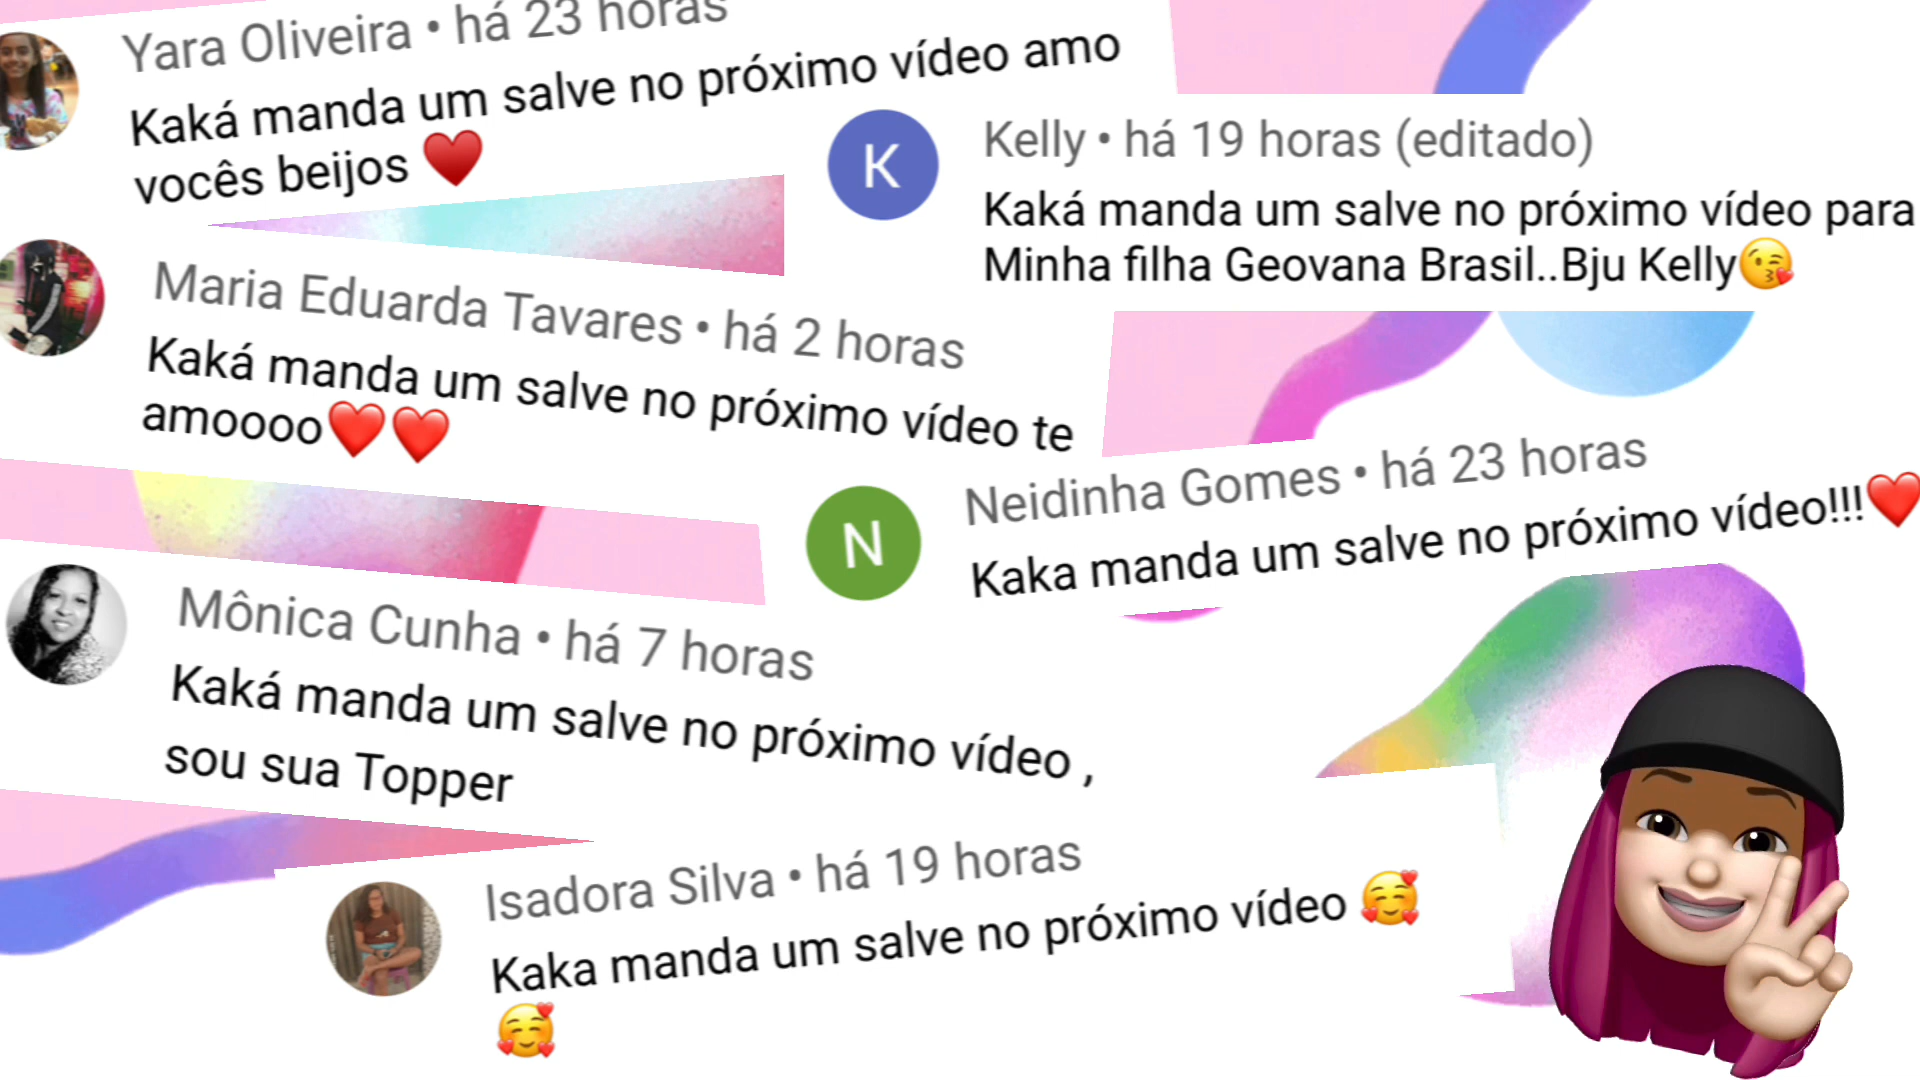 Yara Oliveira • há 23 horas
Kaká manda um salve no próximo vídeo amo
vocês beijos ❤️
K
Kelly • há 19 horas (editado)
Kaká manda um salve no próximo vídeo para
Minha filha Geovana Brasil..Bju Kelly😘
Maria Eduarda Tavares • há 2 horas
Kaká manda um salve no próximo vídeo te
amoooo❤️❤️
N
Neidinha Gomes • há 23 horas
Kaka manda um salve no próximo vídeo!!!❤️
Mônica Cunha • há 7 horas
Kaká manda um salve no próximo vídeo ,
sou sua Topper
Isadora Silva • há 19 horas
Kaka manda um salve no próximo vídeo 🥰
🥰